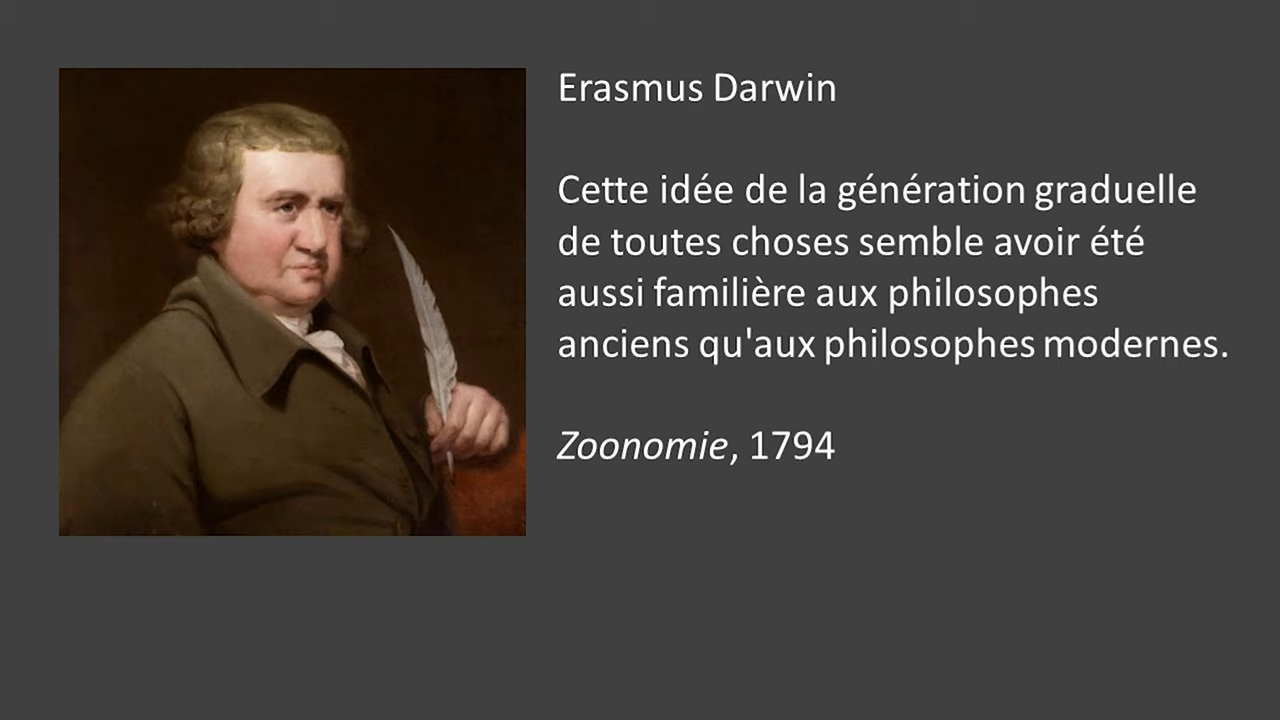 Erasmus Darwin
Cette idée de la génération graduelle
de toutes choses semble avoir été
aussi familière aux philosophes
anciens qu'aux philosophes modernes.
Zoonomie, 1794